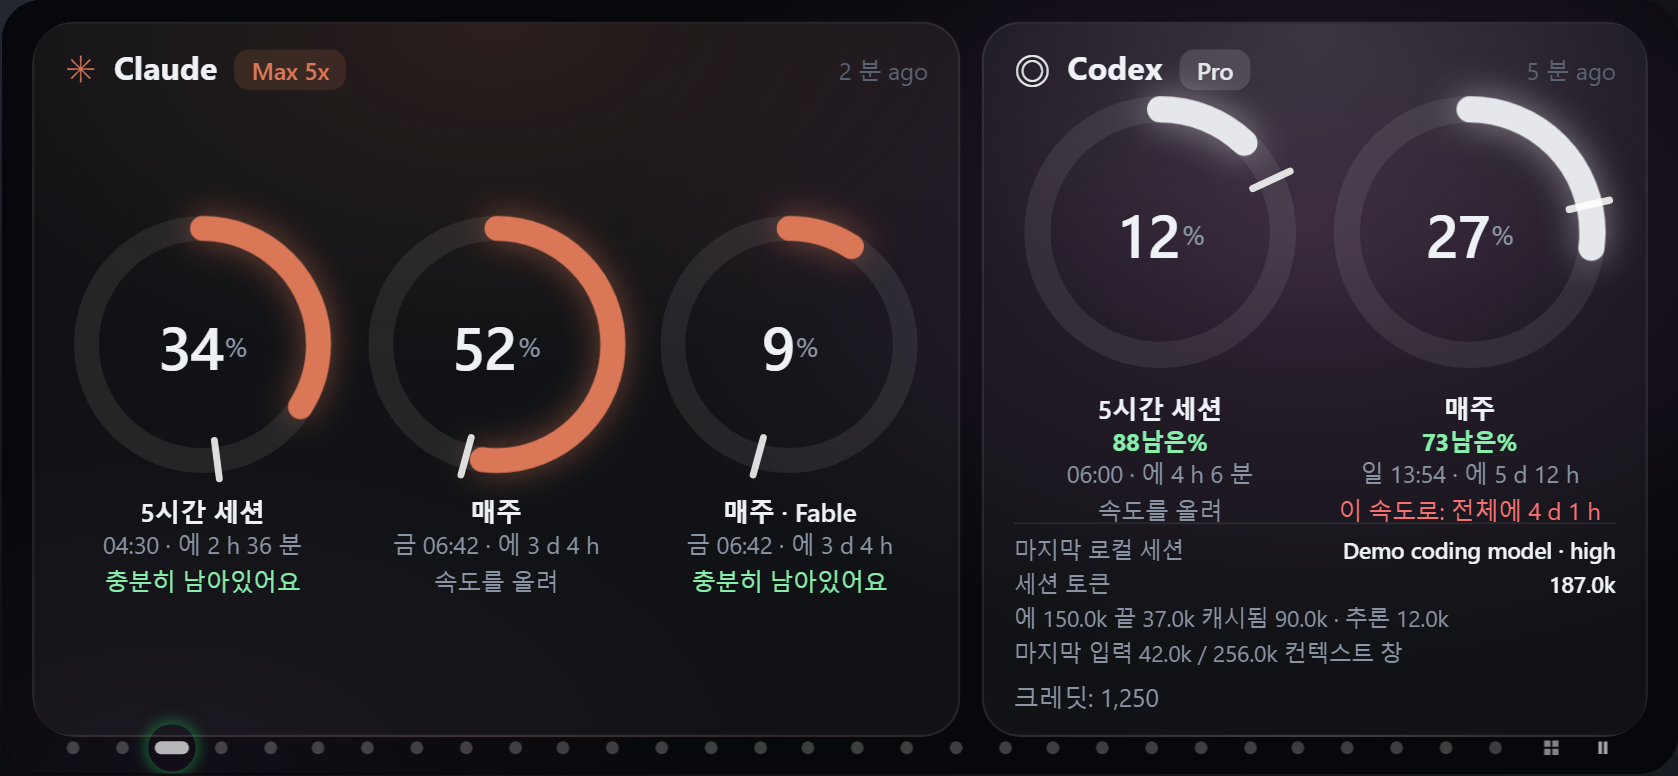 Claude Max 5x 2 분 ago
34%
5시간 세션
04:30 · 에 2 h 36 분
충분히 남아있어요
52%
매주
금 06:42 · 에 3 d 4 h
속도를 올려
9%
매주 · Fable
금 06:42 · 에 3 d 4 h
충분히 남아있어요
Codex Pro 5 분 ago
12%
5시간 세션
88남은%
06:00 · 에 4 h 6 분
속도를 올려
27%
매주
73남은%
일 13:54 · 에 5 d 12 h
이 속도로: 전체에 4 d 1 h
마지막 로컬 세션 Demo coding model · high
세션 토큰 187.0k
에 150.0k 끝 37.0k 캐시됨 90.0k · 추론 12.0k
마지막 입력 42.0k / 256.0k 컨텍스트 창
크레딧: 1,250